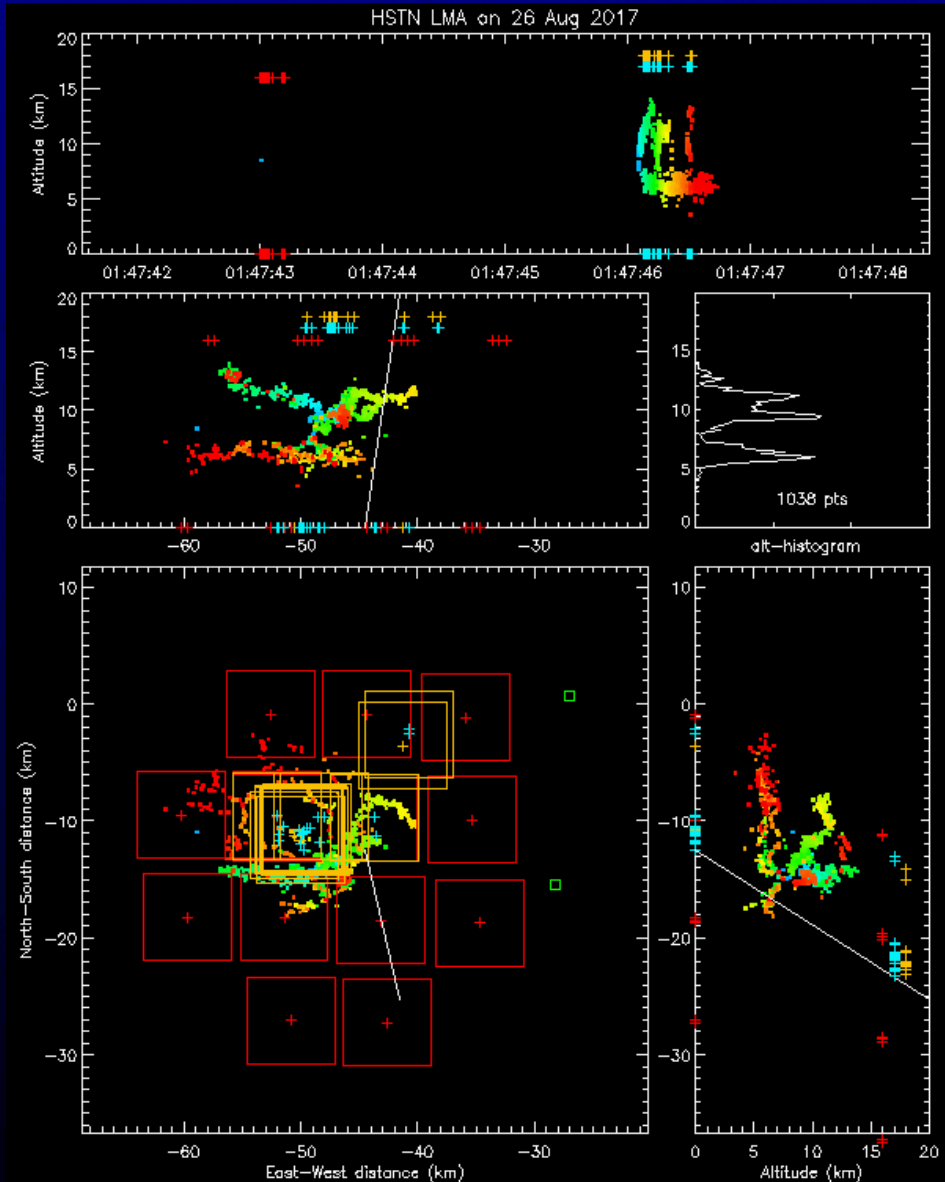 HSTN LMA on 26 Aug 2017
20
15
10
5
0
Altitude (km)
01:47:42 01:47:43 01:47:44 01:47:45 01:47:46 01:47:47 01:47:48
20
15
10
5
0
Altitude (km)
-60 -50 -40 -30
20
15
10
5
0
1038 pts
alt-histogram
10
0
-10
-20
-30
North-South distance (km)
-60 -50 -40 -30
East-West distance (km)
10
0
-10
-20
-30
0 5 10 15 20
Altitude (km)